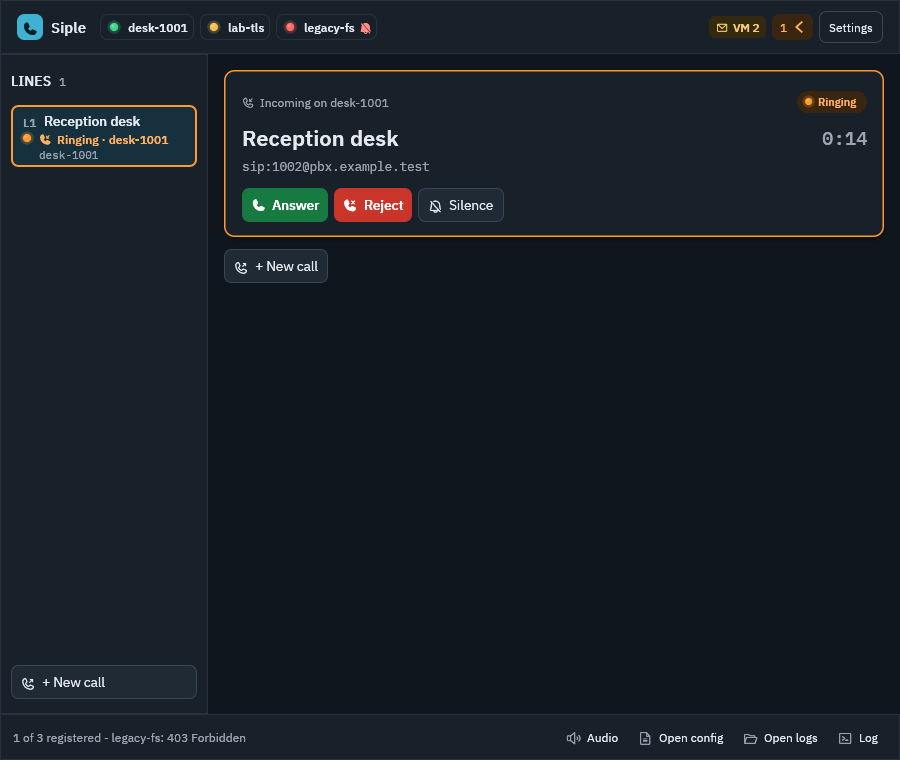 Siple
desk-1001
lab-tls
legacy-fs
VM 2
1
Settings
LINES 1
L1 Reception desk
Ringing · desk-1001
desk-1001
Incoming on desk-1001
Ringing
Reception desk
0:14
sip:1002@pbx.example.test
Answer
Reject
Silence
+ New call
+ New call
1 of 3 registered - legacy-fs: 403 Forbidden
Audio
Open config
Open logs
Log